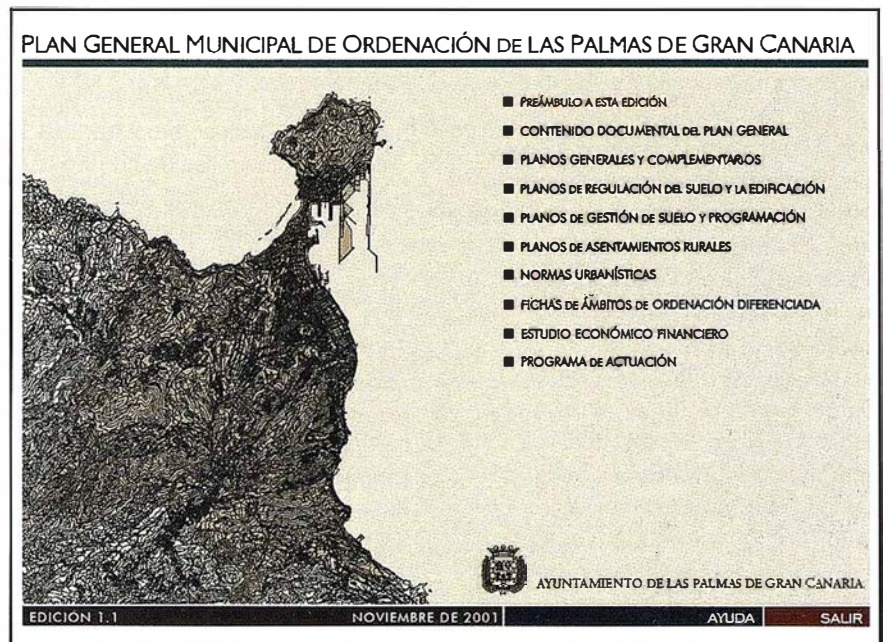 PLAN GENERAL MUNICIPAL DE ORDENACIÓN DE LAS PALMAS DE GRAN CANARIA
PREÁMBULO A ESTA EDICIÓN
CONTENIDO DOCUMENTAL DEL PLAN GENERAL
PLANOS GENERALES Y COMPLEMENTARIOS
PLANOS DE REGULACIÓN DEL SUELO Y LA EDIFICACIÓN
PLANOS DE GESTIÓN DE SUELO Y PROGRAMACIÓN
PLANOS DE ASENTAMIENTOS RURALES
NORMAS URBANÍSTICAS
FICHAS DE ÁMBITOS DE ORDENACIÓN DIFERENCIADA
ESTUDIO ECONÓMICO FINANCIERO
PROGRAMA DE ACTUACIÓN
AYUNTAMIENTO DE LAS PALMAS DE GRAN CANARIA
EDICIÓN 1.1 NOVIEMBRE DE 2001 AYUDA SALIR